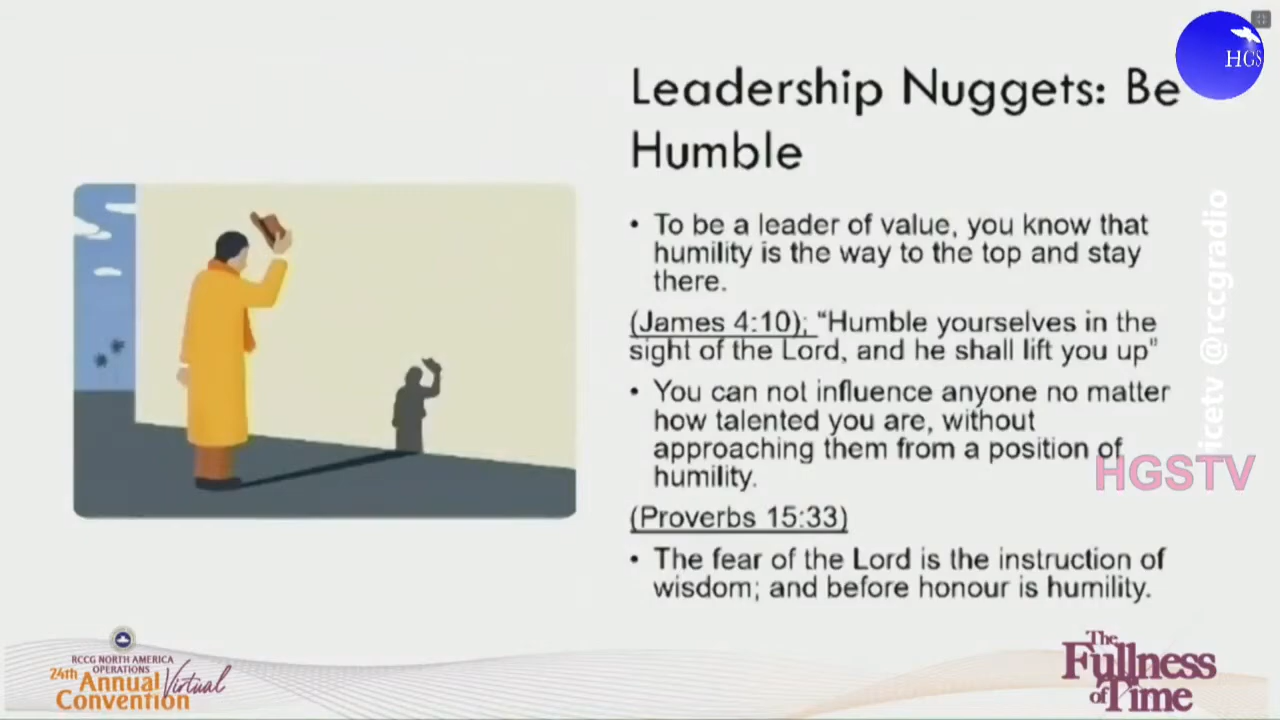 HGS
Leadership Nuggets: Be
Humble
• To be a leader of value, you know that
humility is the way to the top and stay
there.
(James 4:10); “Humble yourselves in the
sight of the Lord, and he shall lift you up”
• You can not influence anyone no matter
how talented you are, without
approaching them from a position of
humility.
(Proverbs 15:33)
• The fear of the Lord is the instruction of
wisdom; and before honour is humility.
icetv @rccgradio
HGSTV
RCCG NORTH AMERICA
OPERATIONS
24th Annual Virtual
Convention
The
Fullness
of Time